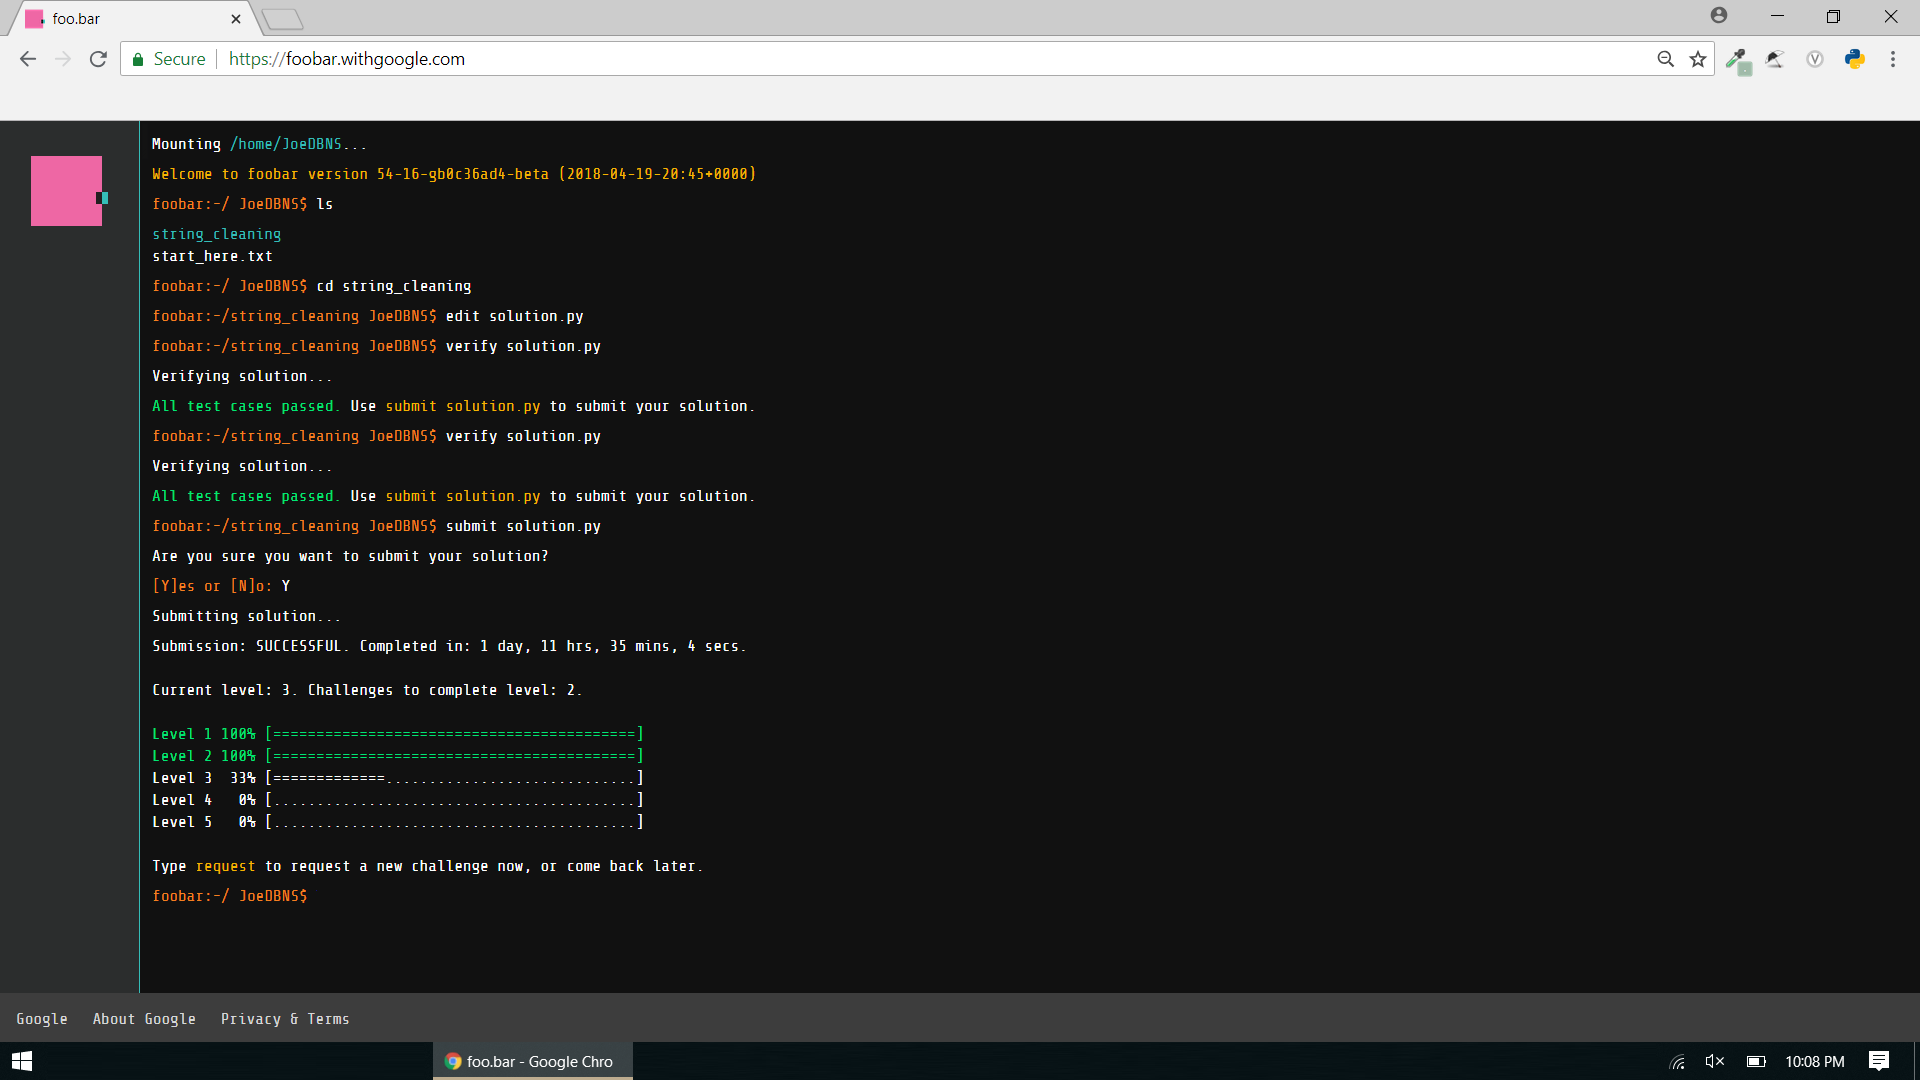 foo.bar
Secure https://foobar.withgoogle.com
Mounting /home/JoeDBNS...
Welcome to foobar version 54-16-gb0c36ad4-beta (2018-04-19-20:45+0000)
foobar:~/ JoeDBNS$ ls
string_cleaning
start_here.txt
foobar:~/ JoeDBNS$ cd string_cleaning
foobar:~/string_cleaning JoeDBNS$ edit solution.py
foobar:~/string_cleaning JoeDBNS$ verify solution.py
Verifying solution...
All test cases passed. Use submit solution.py to submit your solution.
foobar:~/string_cleaning JoeDBNS$ verify solution.py
Verifying solution...
All test cases passed. Use submit solution.py to submit your solution.
foobar:~/string_cleaning JoeDBNS$ submit solution.py
Are you sure you want to submit your solution?
[Y]es or [N]o: Y
Submitting solution...
Submission: SUCCESSFUL. Completed in: 1 day, 11 hrs, 35 mins, 4 secs.
Current level: 3. Challenges to complete level: 2.
Level 1 100% [==========================================]
Level 2 100% [==========================================]
Level 3  33% [=============.............................]
Level 4   0% [..........................................]
Level 5   0% [..........................................]
Type request to request a new challenge now, or come back later.
foobar:~/ JoeDBNS$
Google About Google Privacy & Terms
foo.bar - Google Chro
10:08 PM